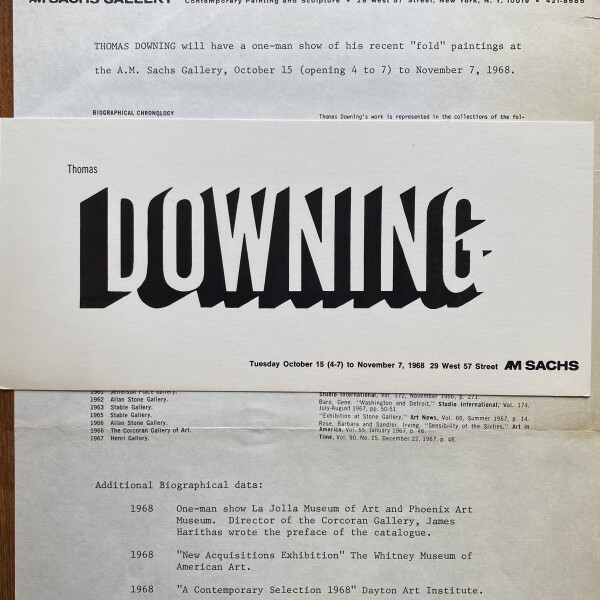 AM SACHS GALLERY Contemporary Painting and Sculpture • 29 West 57 Street, New York, N. Y. 10019 • 421-8686
THOMAS DOWNING will have a one-man show of his recent "fold" paintings at
the A.M. Sachs Gallery, October 15 (opening 4 to 7) to November 7, 1968.
BIOGRAPHICAL CHRONOLOGY
Thomas Downing's work is represented in the collections of the fol-
Thomas
DOWNING
Tuesday October 15 (4-7) to November 7, 1968 29 West 57 Street AM SACHS
1961 Jefferson Place Gallery.
1962 Allan Stone Gallery.
1963 Stable Gallery.
1965 Stable Gallery.
1966 Allan Stone Gallery.
1966 The Corcoran Gallery of Art.
1967 Henri Gallery.
Studio International, Vol. 172, November 1966, p. 271.
Baro, Gene. "Washington and Detroit," Studio International, Vol. 174,
July-August 1967, pp. 50-51.
"Exhibition at Stone Gallery," Art News, Vol. 66, Summer 1967, p. 14.
Rose, Barbara and Sandler, Irving. "Sensibility of the Sixties," Art in
America, Vol. 55, January 1967, p. 46.
Time, Vol. 90, No. 25, December 22, 1967, p. 46.
Additional Biographical data:
1968 One-man show La Jolla Museum of Art and Phoenix Art
Museum. Director of the Corcoran Gallery, James
Harithas wrote the preface of the catalogue.
1968 "New Acquisitions Exhibition" The Whitney Museum of
American Art.
1968 "A Contemporary Selection 1968" Dayton Art Institute.